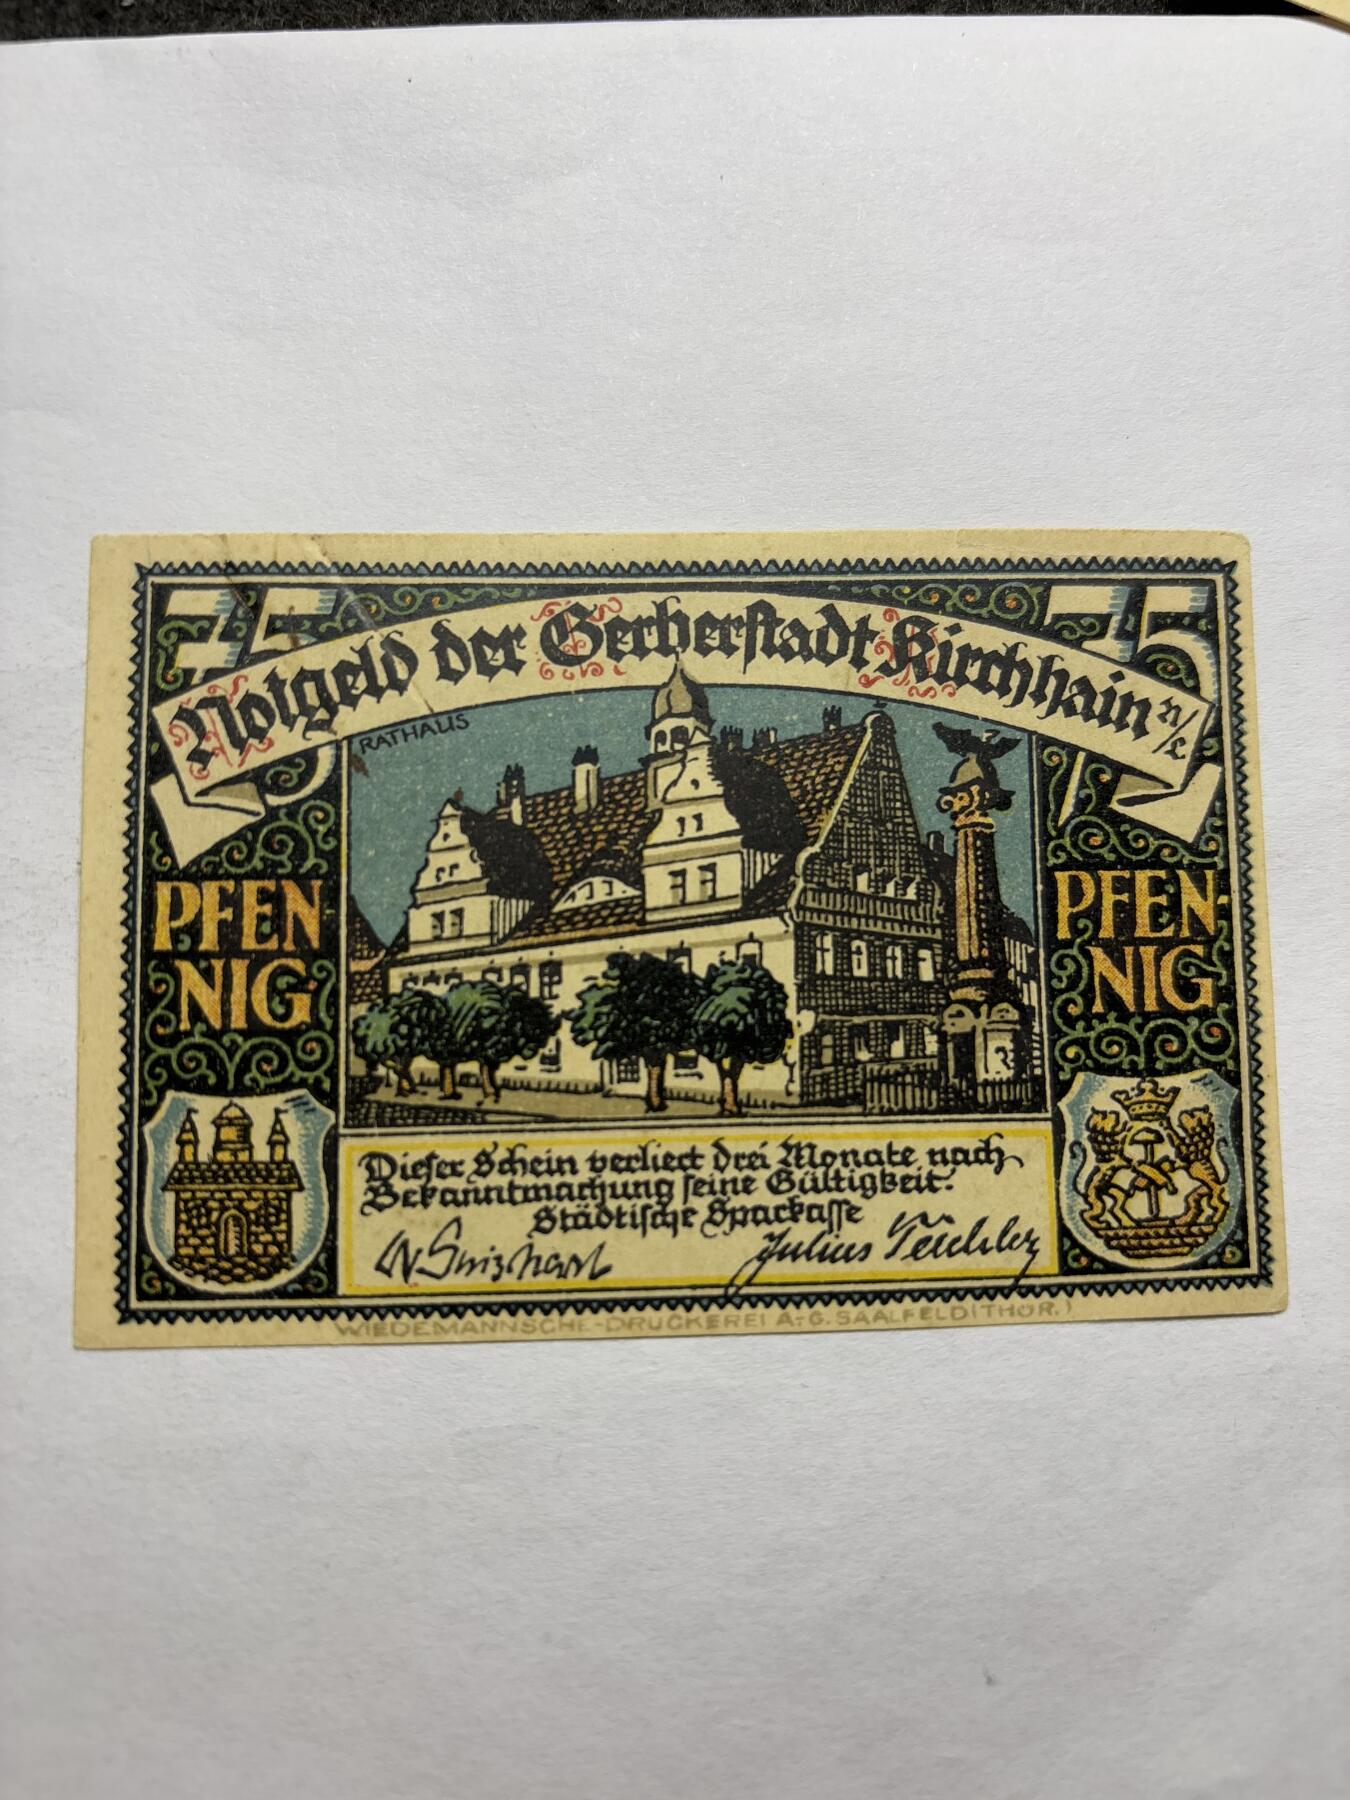 75 75
Notgeld der Gerberstadt Kirchhain N/L
RATHAUS
PFEN
NIG
PFEN-
NIG
3
Dieser Schein verliert drei Monate nach
Bekanntmachung seine Gültigkeit.
Städtische Sparkasse
Julius Teichler
WIEDEMANNSCHE-DRUCKEREI A-G. SAALFELD (THÜR.)